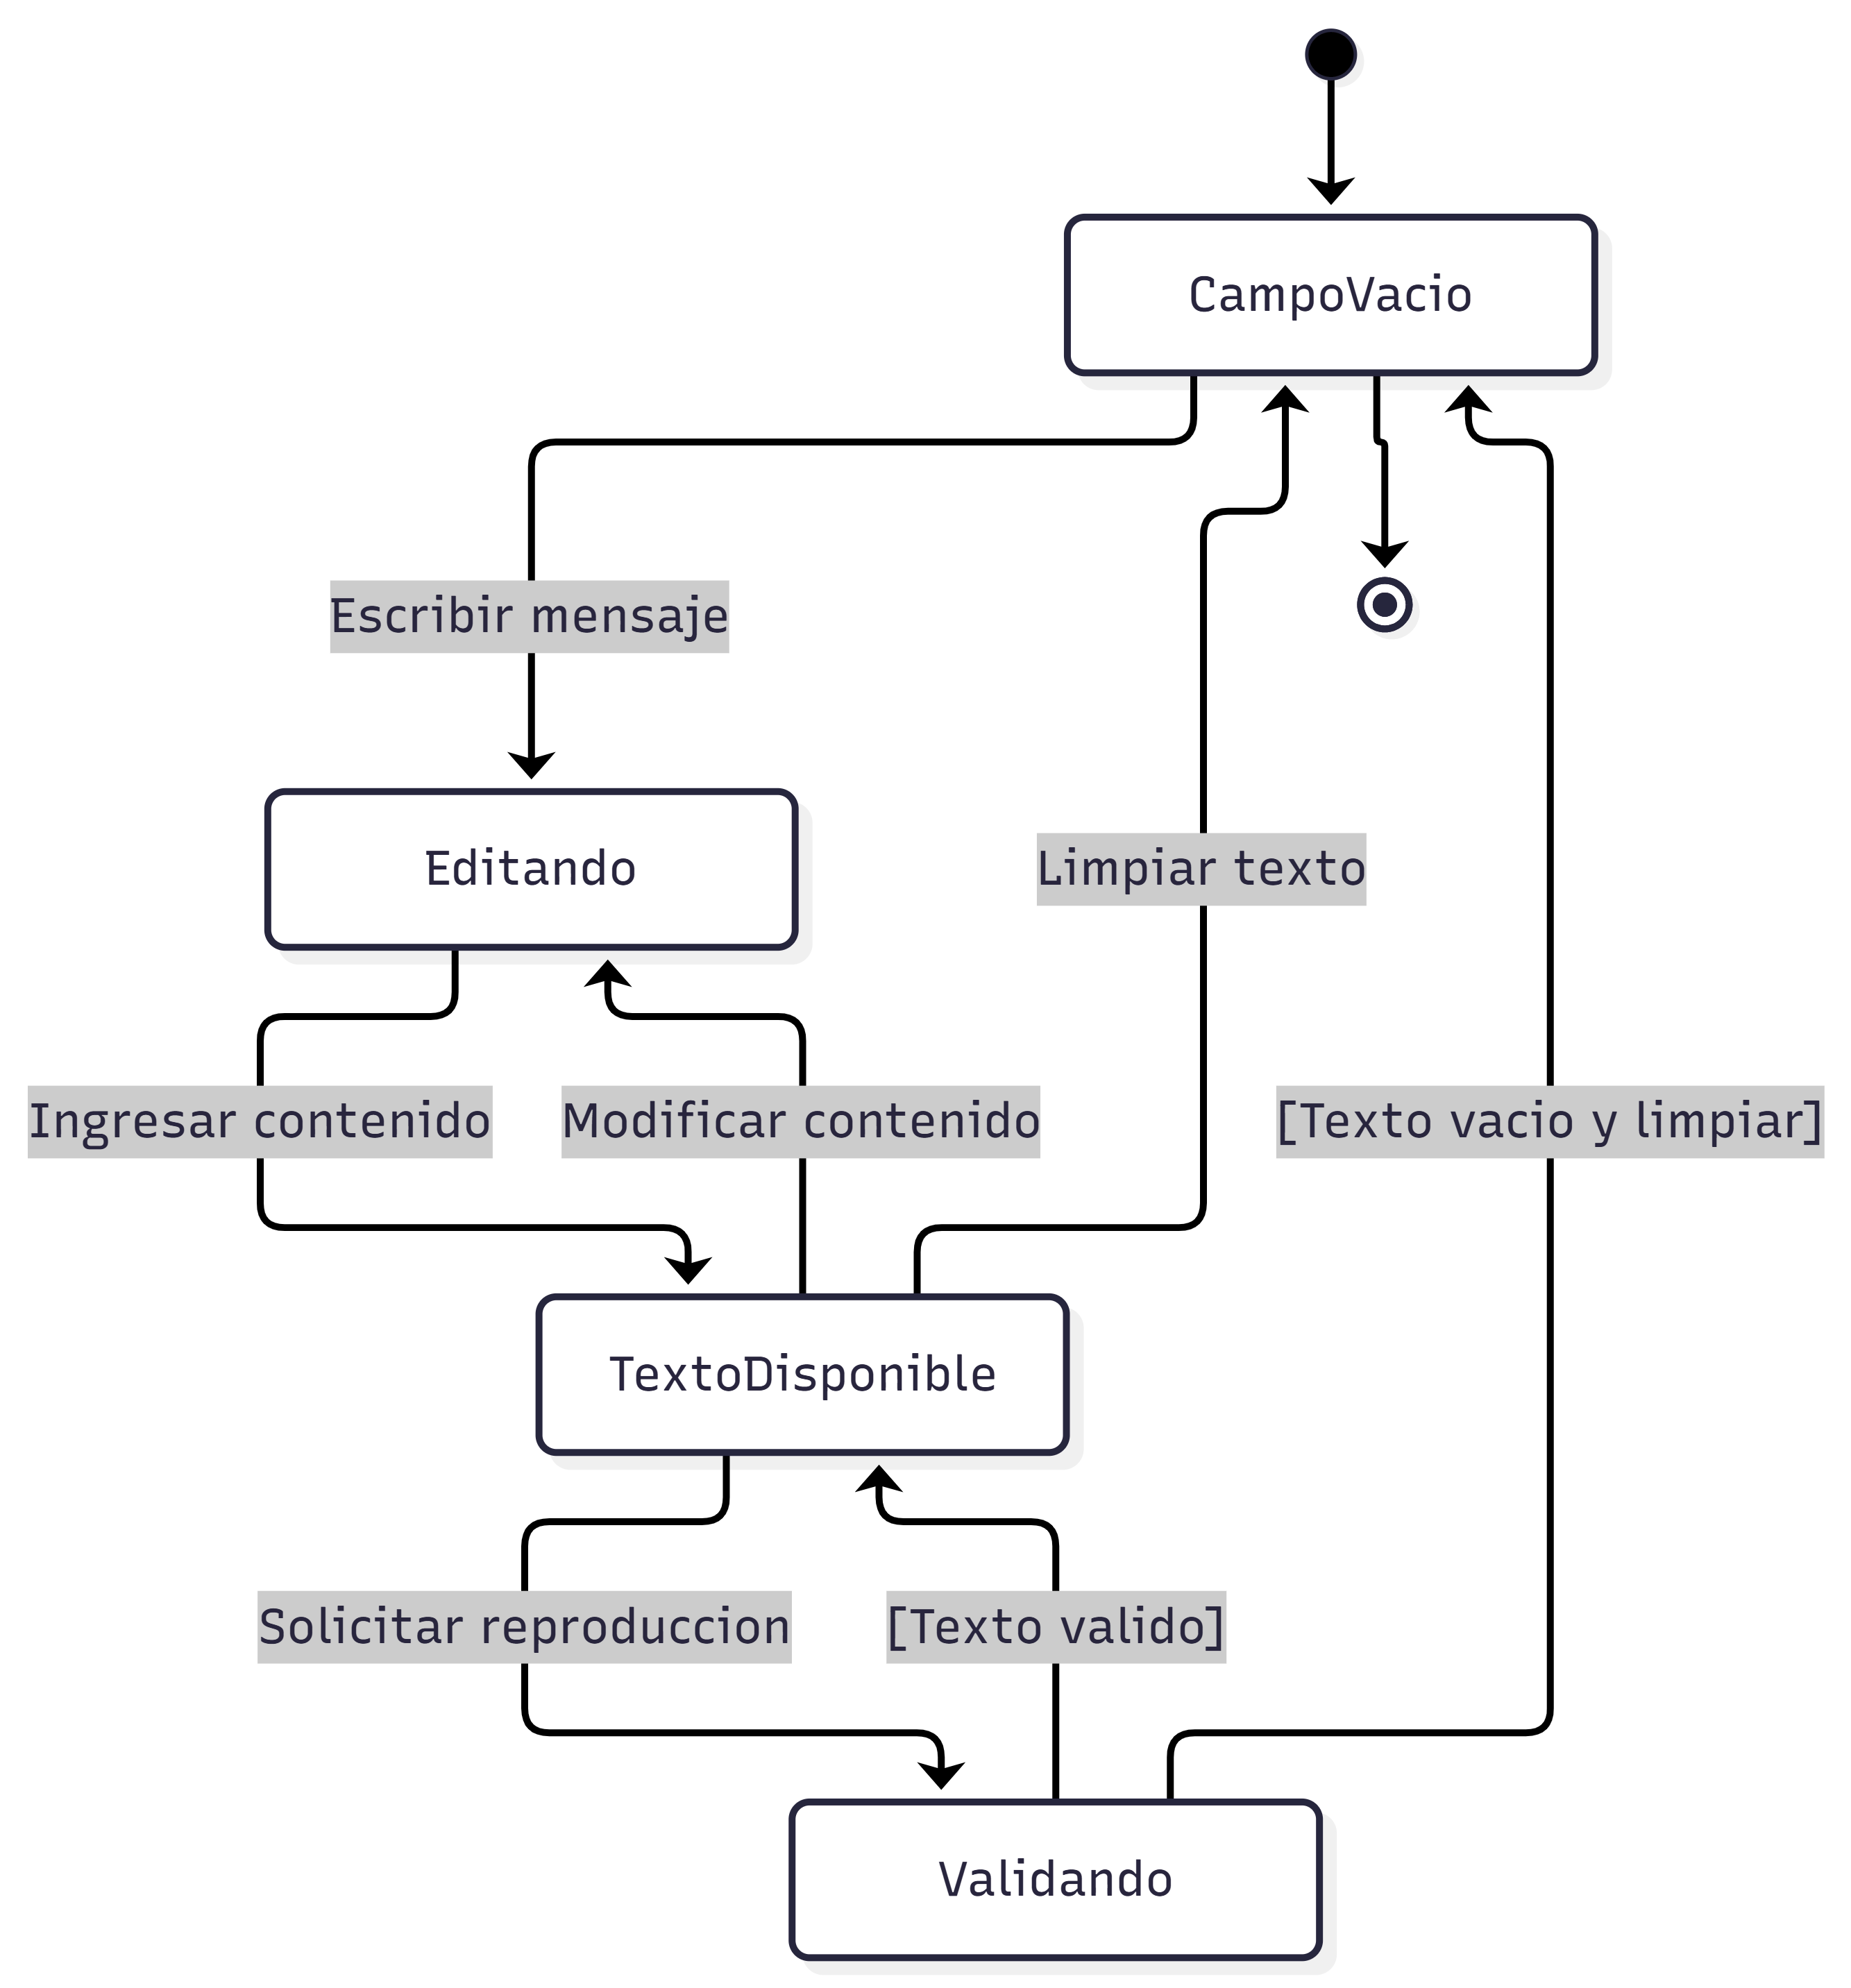 CampoVacio
Escribir mensaje
Editando
Limpiar texto
Ingresar contenido
Modificar contenido
[Texto vacio y limpiar]
TextoDisponible
Solicitar reproduccion
[Texto valido]
Validando